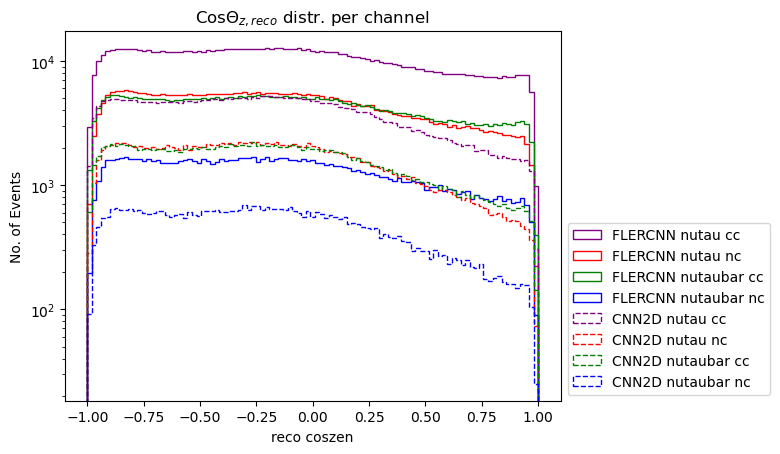 CosΘz,reco distr. per channel
10⁴
10³
10²
No. of Events
−1.00 −0.75 −0.50 −0.25 0.00 0.25 0.50 0.75 1.00
reco coszen
FLERCNN nutau cc
FLERCNN nutau nc
FLERCNN nutaubar cc
FLERCNN nutaubar nc
CNN2D nutau cc
CNN2D nutau nc
CNN2D nutaubar cc
CNN2D nutaubar nc